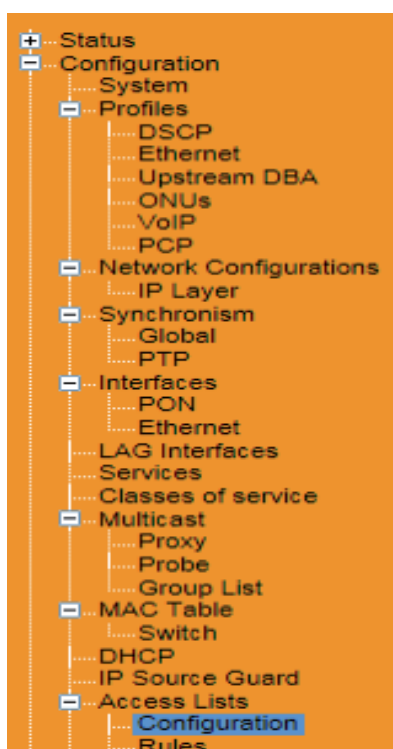 Status
Configuration
System
Profiles
DSCP
Ethernet
Upstream DBA
ONUs
VoIP
PCP
Network Configurations
IP Layer
Synchronism
Global
PTP
Interfaces
PON
Ethernet
LAG Interfaces
Services
Classes of service
Multicast
Proxy
Probe
Group List
MAC Table
Switch
DHCP
IP Source Guard
Access Lists
Configuration
Rules